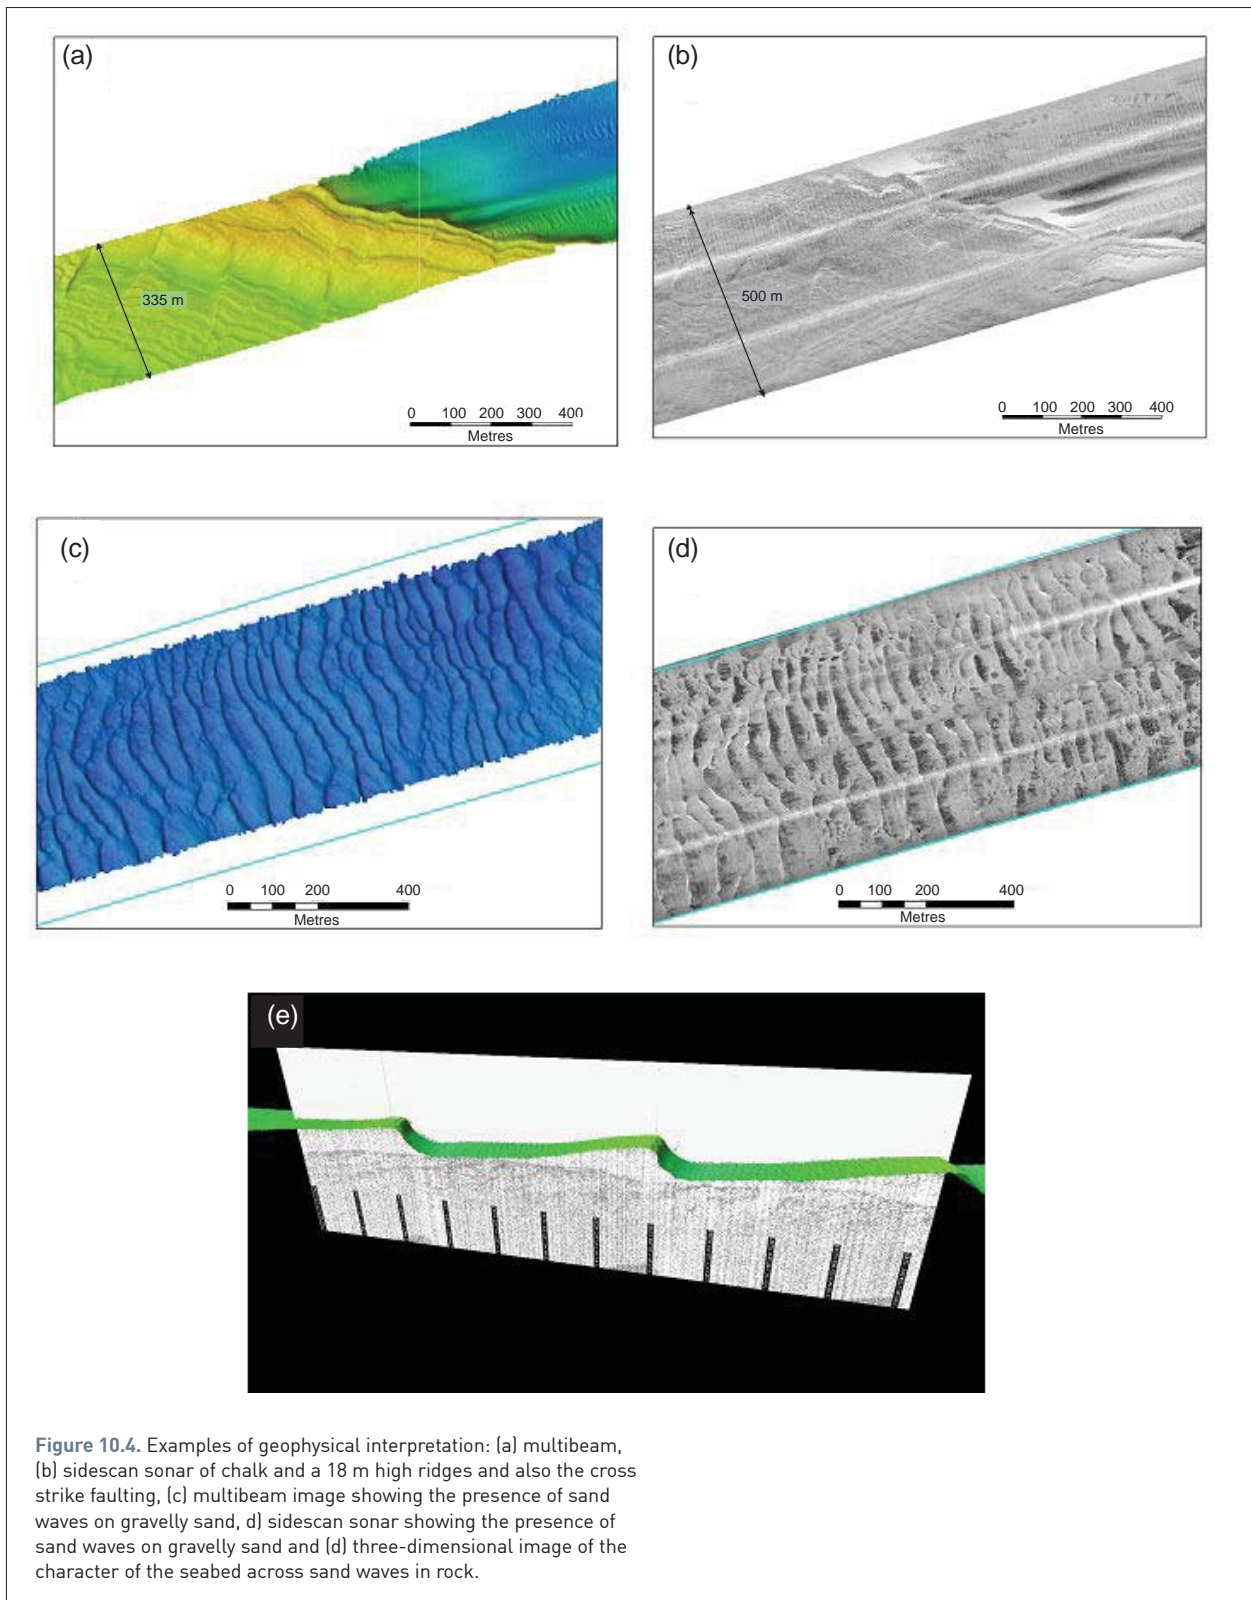 (a)
335 m
0 100 200 300 400
Metres
(b)
500 m
0 100 200 300 400
Metres
(c)
0 100 200 400
Metres
(d)
0 100 200 400
Metres
(e)
Figure 10.4. Examples of geophysical interpretation: (a) multibeam,
(b) sidescan sonar of chalk and a 18 m high ridges and also the cross
strike faulting, (c) multibeam image showing the presence of sand
waves on gravelly sand, d) sidescan sonar showing the presence of
sand waves on gravelly sand and (d) three-dimensional image of the
character of the seabed across sand waves in rock.